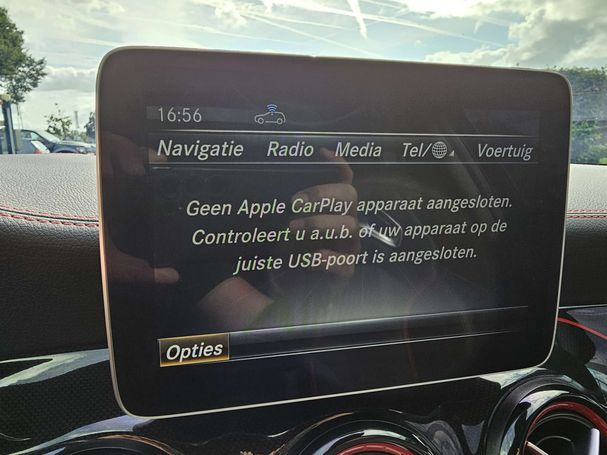 16:56
Navigatie Radio Media Tel/ Voertuig
Geen Apple CarPlay apparaat aangesloten.
Controleert u a.u.b. of uw apparaat op de
juiste USB-poort is aangesloten.
Opties